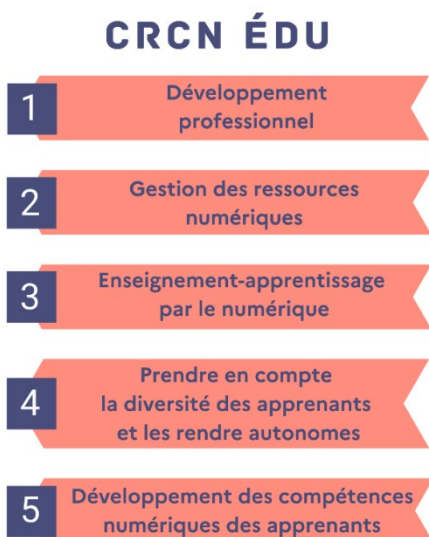 CRCN ÉDU
1
Développement
professionnel
2
Gestion des ressources
numériques
3
Enseignement-apprentissage
par le numérique
4
Prendre en compte
la diversité des apprenants
et les rendre autonomes
5
Développement des compétences
numériques des apprenants